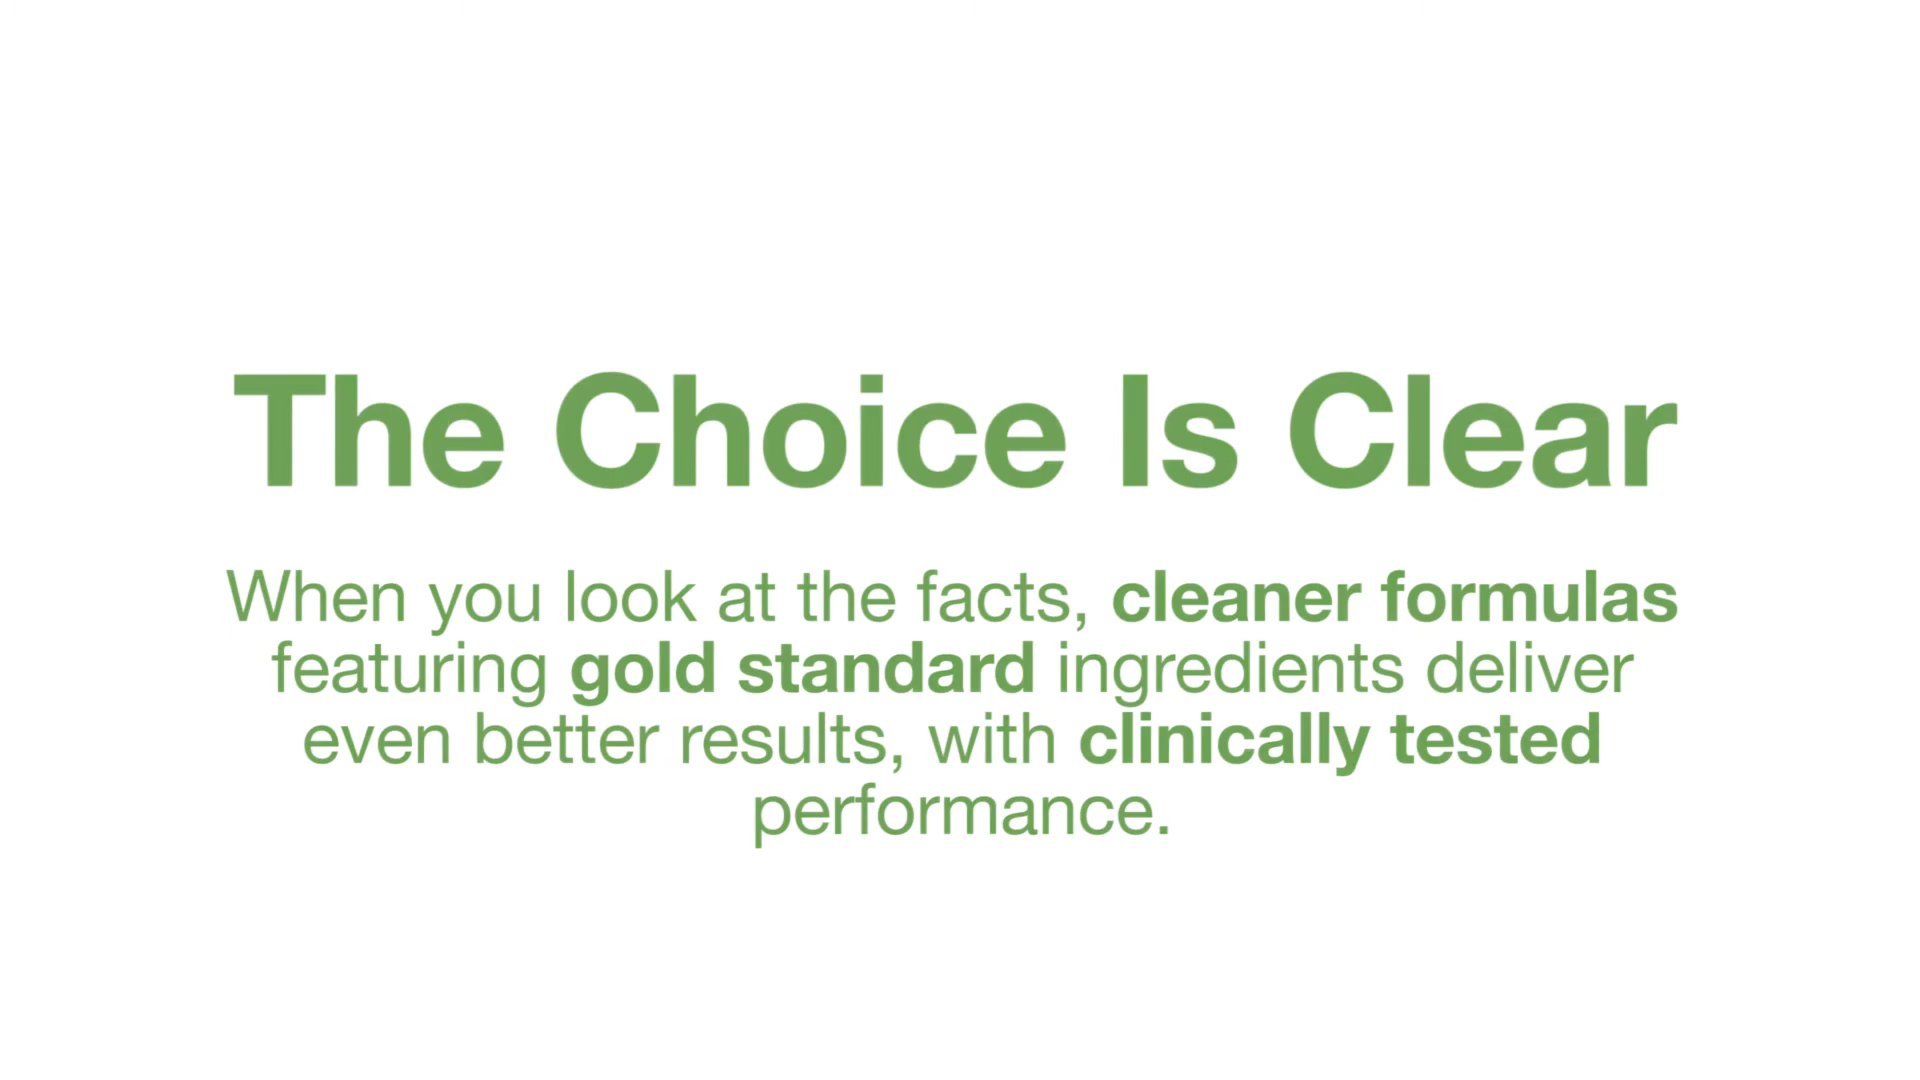 The Choice Is Clear
When you look at the facts, cleaner formulas
featuring gold standard ingredients deliver
even better results, with clinically tested
performance.